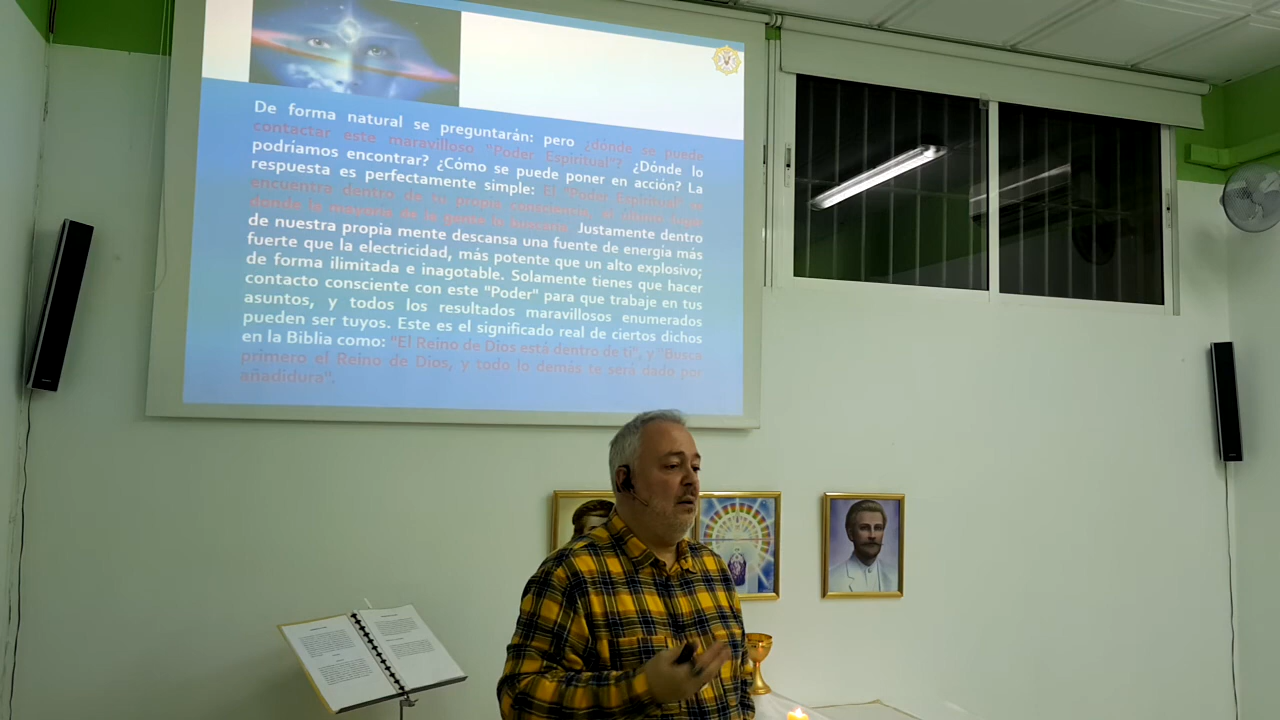 De forma natural se preguntarán: pero ¿dónde se puede
contactar este maravilloso "Poder Espiritual"? ¿Dónde lo
podríamos encontrar? ¿Cómo se puede poner en acción? La
respuesta es perfectamente simple: El "Poder Espiritual" se
encuentra dentro de su propia consciencia, el último lugar
donde la mayoría de la gente lo buscaría. Justamente dentro
de nuestra propia mente descansa una fuente de energía más
fuerte que la electricidad, más potente que un alto explosivo;
de forma ilimitada e inagotable. Solamente tienes que hacer
contacto consciente con este "Poder" para que trabaje en tus
asuntos, y todos los resultados maravillosos enumerados
pueden ser tuyos. Este es el significado real de ciertos dichos
en la Biblia como: "El Reino de Dios está dentro de ti", y "Busca
primero el Reino de Dios, y todo lo demás te será dado por
añadidura".